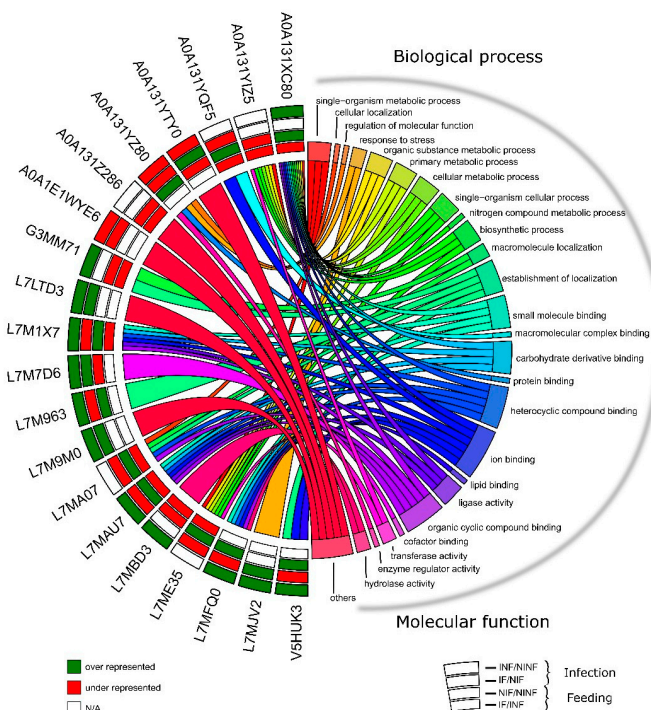 Biological process
A0A131XC80
A0A131YIZ5
A0A131YQF5
A0A131YTY0
A0A131YZ80
A0A131Z286
A0A1E1WYE6
G3MM71
L7LTD3
L7M1X7
L7M7D6
L7M963
L7M9M0
L7MA07
L7MAU7
L7MBD3
L7ME35
L7MFQ0
L7MJV2
V5HUK3
single-organism metabolic process
cellular localization
regulation of molecular function
response to stress
organic substance metabolic process
primary metabolic process
cellular metabolic process
single-organism cellular process
nitrogen compound metabolic process
biosynthetic process
macromolecule localization
establishment of localization
small molecule binding
macromolecular complex binding
carbohydrate derivative binding
protein binding
heterocyclic compound binding
ion binding
lipid binding
ligase activity
organic cyclic compound binding
cofactor binding
transferase activity
enzyme regulator activity
hydrolase activity
others
Molecular function
over represented
under represented
N/A
INF/NINF
IF/NIF
Infection
NIF/NINF
IF/INF
Feeding